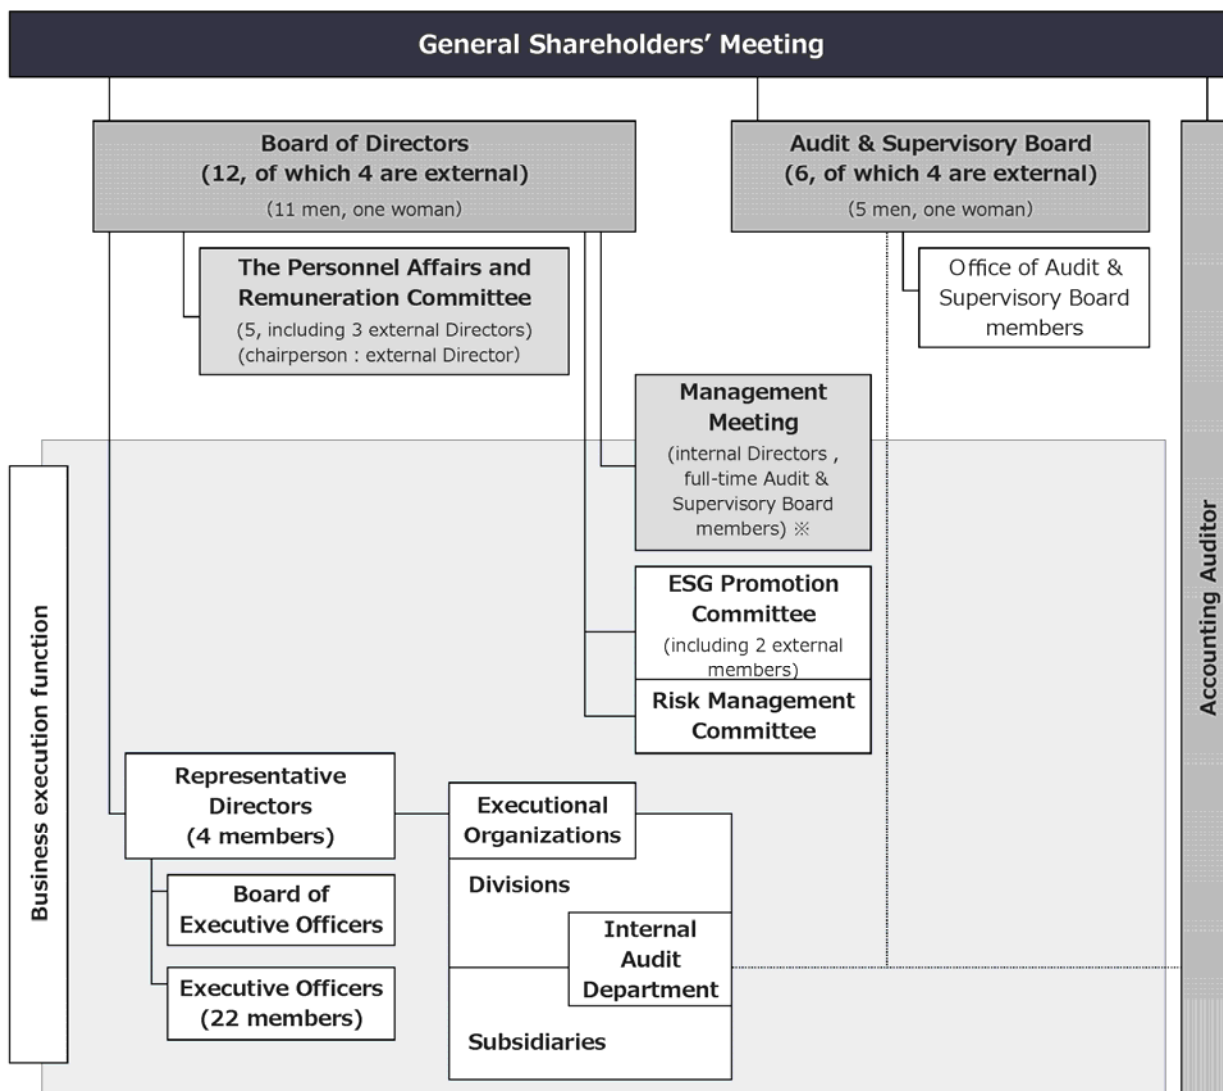 General Shareholders’ Meeting
Board of Directors
(12, of which 4 are external)
(11 men, one woman)
Audit & Supervisory Board
(6, of which 4 are external)
(5 men, one woman)
The Personnel Affairs and
Remuneration Committee
(5, including 3 external Directors)
(chairperson : external Director)
Office of Audit &
Supervisory Board
members
Management
Meeting
(internal Directors ,
full-time Audit &
Supervisory Board
members) ※
ESG Promotion
Committee
(including 2 external
members)
Risk Management
Committee
Accounting Auditor
Business execution function
Representative
Directors
(4 members)
Board of
Executive Officers
Executive Officers
(22 members)
Executional
Organizations
Divisions
Internal
Audit
Department
Subsidiaries